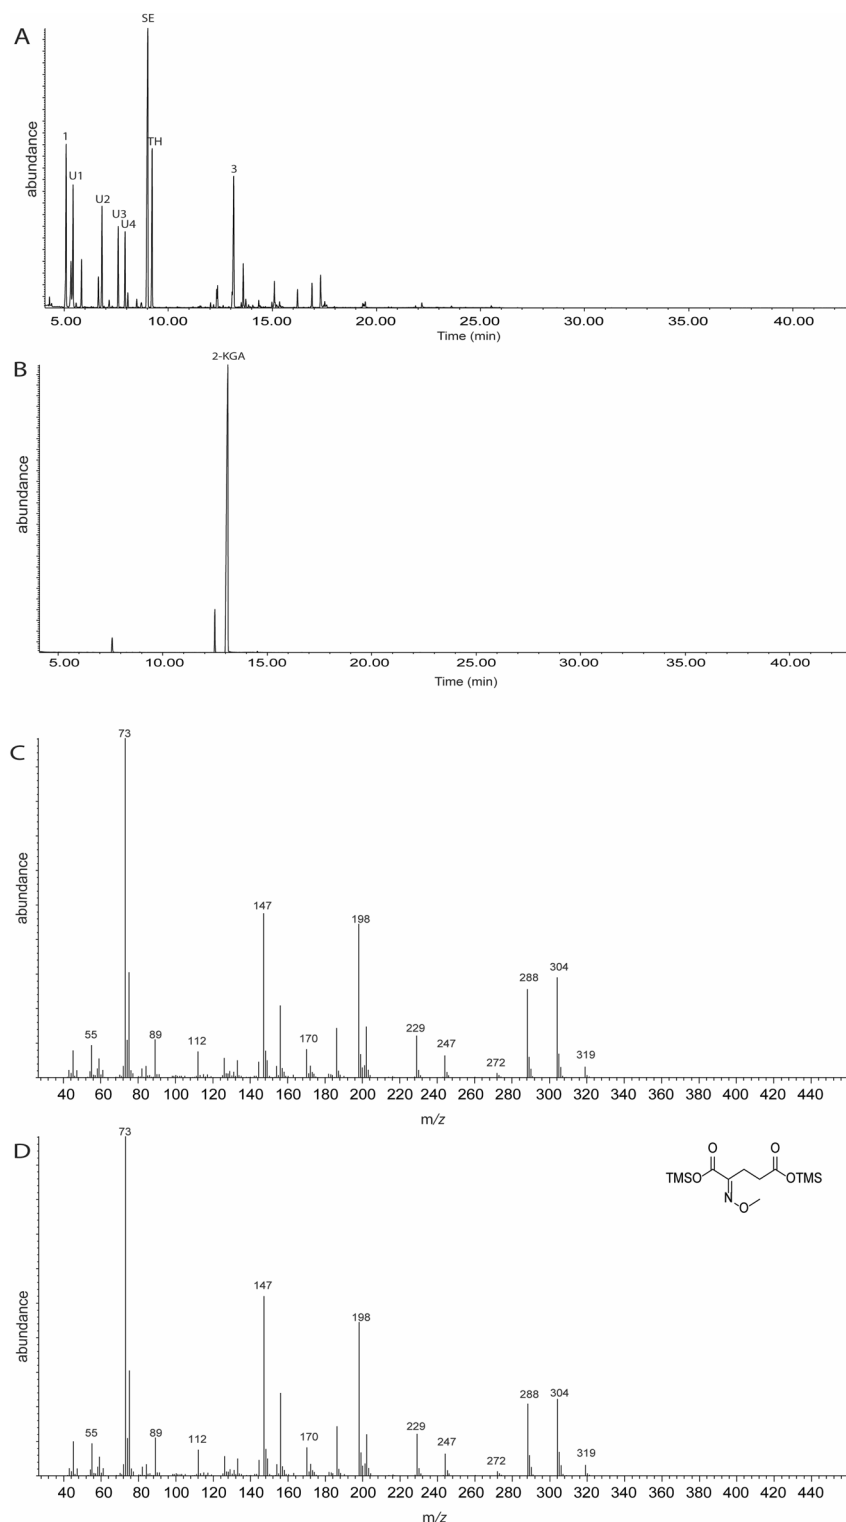 A
SE
1
TH
U1
3
U2
U3
U4
abundance
5.00 10.00 15.00 20.00 25.00 30.00 35.00 40.00
Time (min)
B
2-KGA
abundance
5.00 10.00 15.00 20.00 25.00 30.00 35.00 40.00
Time (min)
C
73
147
198
304
288
229
55
89
112
170
247
272
319
abundance
40 60 80 100 120 140 160 180 200 220 240 260 280 300 320 340 360 380 400 420 440
m/z
D
73
O O
TMSO OTMS
N
O
147
198
288
304
229
55
89
112
170
247
272
319
abundance
40 60 80 100 120 140 160 180 200 220 240 260 280 300 320 340 360 380 400 420 440
m/z